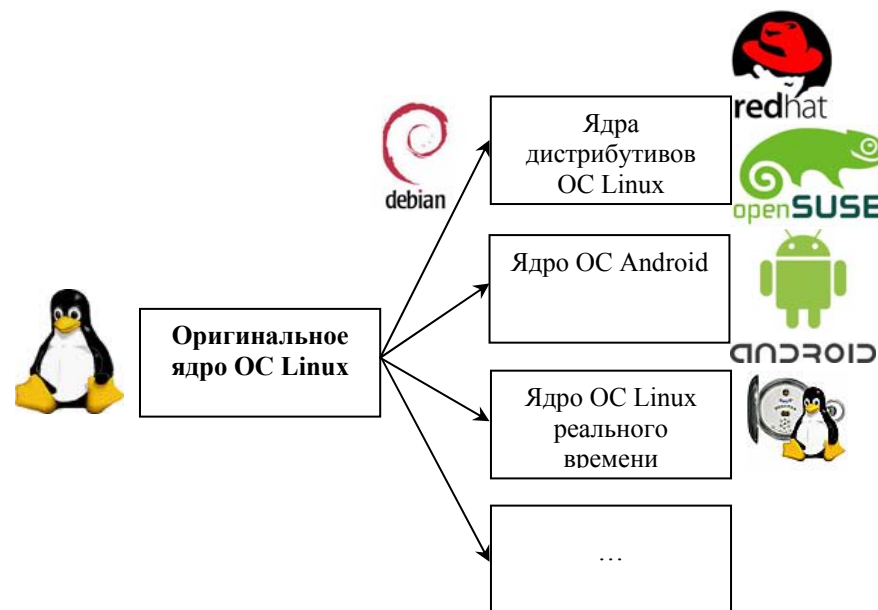 redhat
Ядра
дистрибутивов
ОС Linux
debian
openSUSE
Ядро ОС Android
Оригинальное
ядро ОС Linux
ANDROID
Ядро ОС Linux
реального
времени
…